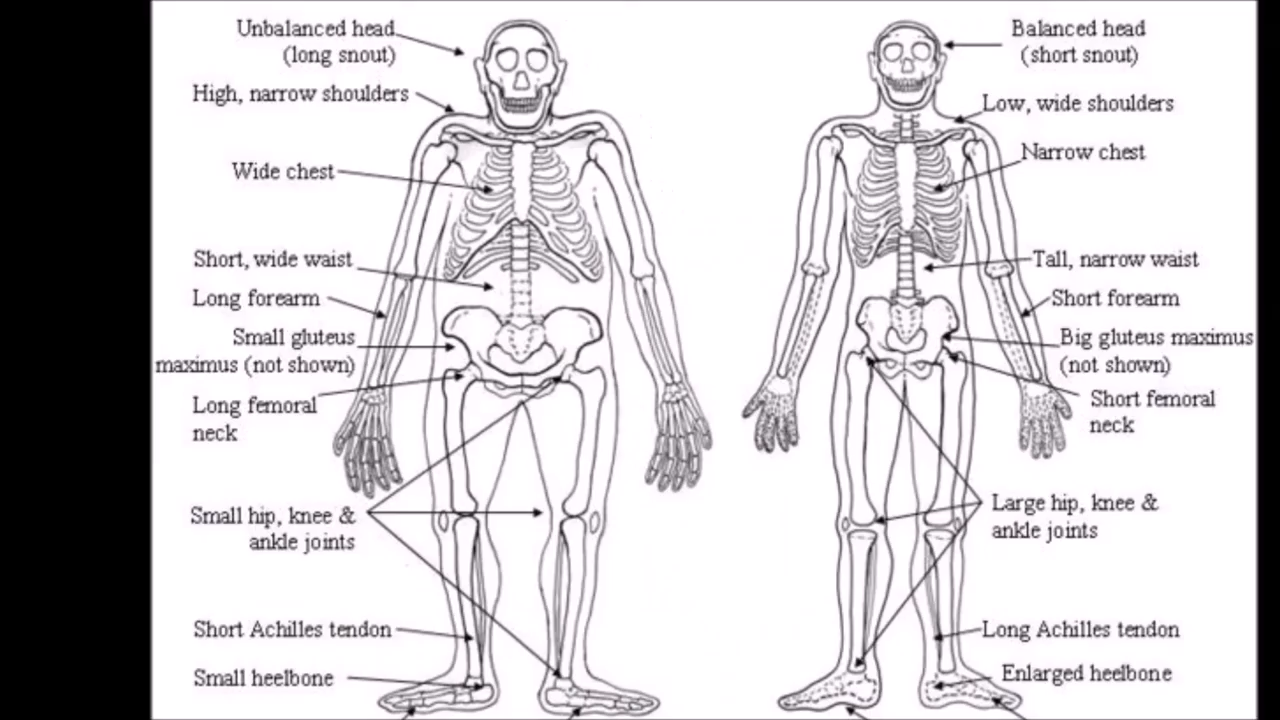 Unbalanced head
(long snout)
High, narrow shoulders
Wide chest
Short, wide waist
Long forearm
Small gluteus
maximus (not shown)
Long femoral
neck
Small hip, knee &
ankle joints
Short Achilles tendon
Small heelbone
Balanced head
(short snout)
Low, wide shoulders
Narrow chest
Tall, narrow waist
Short forearm
Big gluteus maximus
(not shown)
Short femoral
neck
Large hip, knee &
ankle joints
Long Achilles tendon
Enlarged heelbone